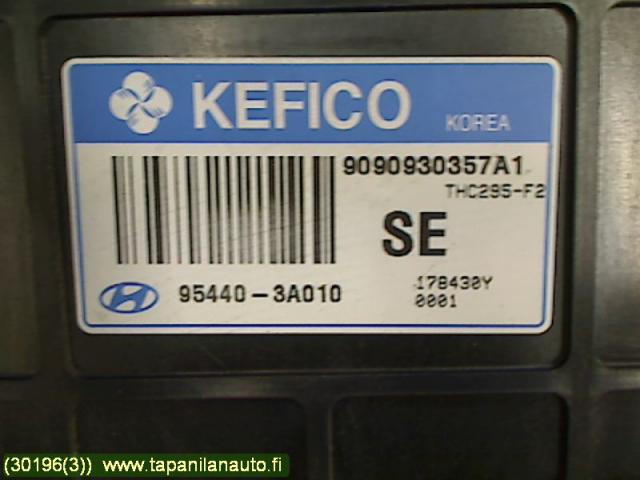 KEFICO KOREA
9090930357A1
THC295-F2
SE
95440-3A010
178430Y
0001
(30196(3)) www.tapanilanauto.fi